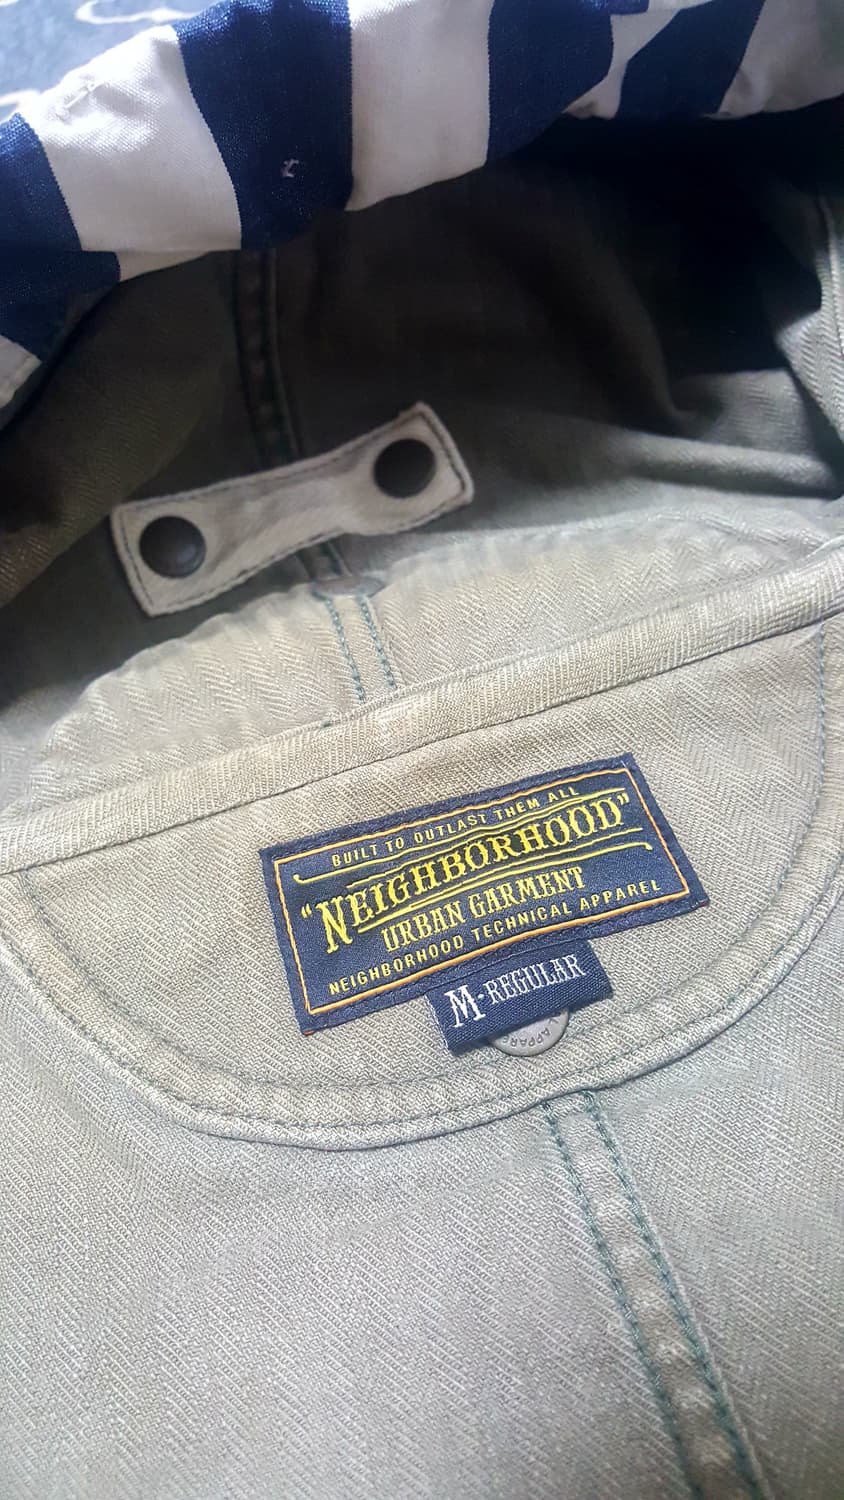 BUILT TO OUTLAST THEM ALL
"NEIGHBORHOOD"
URBAN GARMENT
NEIGHBORHOOD TECHNICAL APPAREL
M-REGULAR